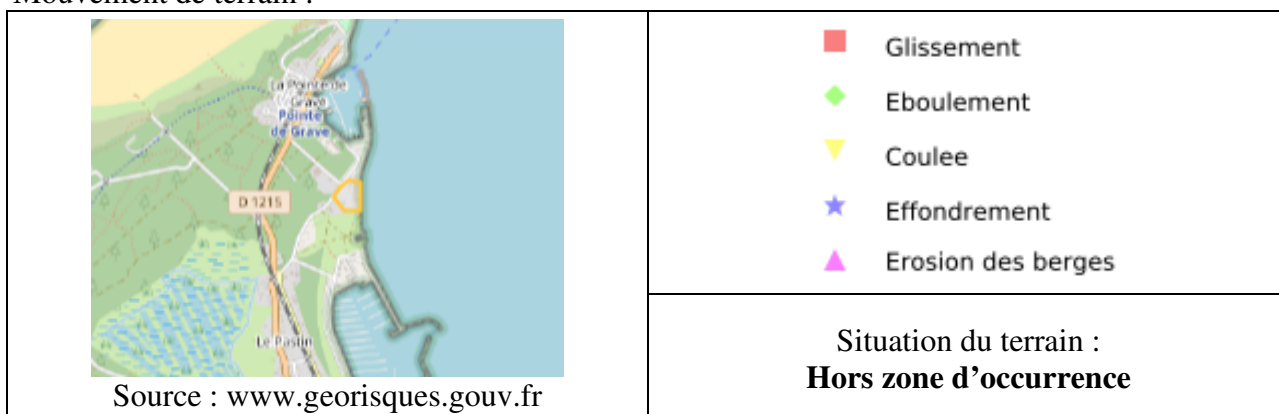 Mouvement de terrain :
La Pointe de
Grave
Pointe
de Grave
D 1215
Le Pastin
Source : www.georisques.gouv.fr
Glissement
Eboulement
Coulee
Effondrement
Erosion des berges
Situation du terrain :
Hors zone d'occurrence